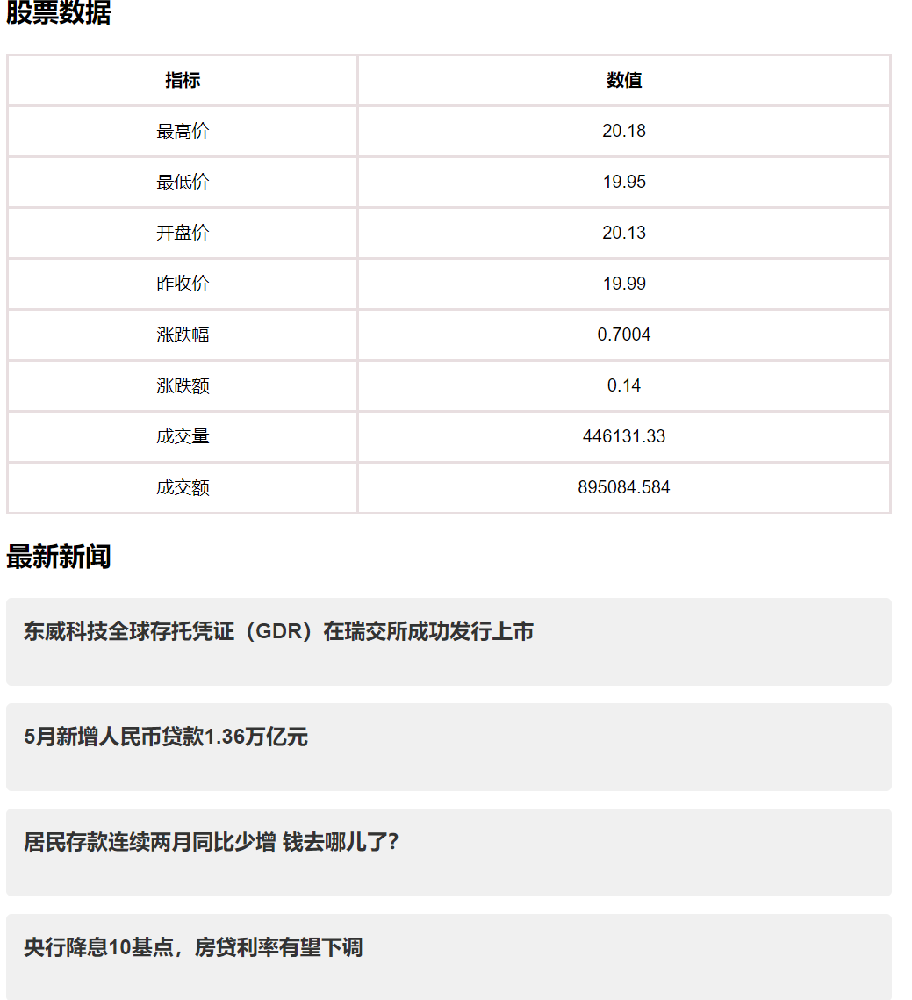 股票数据
指标 数值
最高价 20.18
最低价 19.95
开盘价 20.13
昨收价 19.99
涨跌幅 0.7004
涨跌额 0.14
成交量 446131.33
成交额 895084.584
最新新闻
东威科技全球存托凭证（GDR）在瑞交所成功发行上市
5月新增人民币贷款1.36万亿元
居民存款连续两月同比少增 钱去哪儿了？
央行降息10基点，房贷利率有望下调